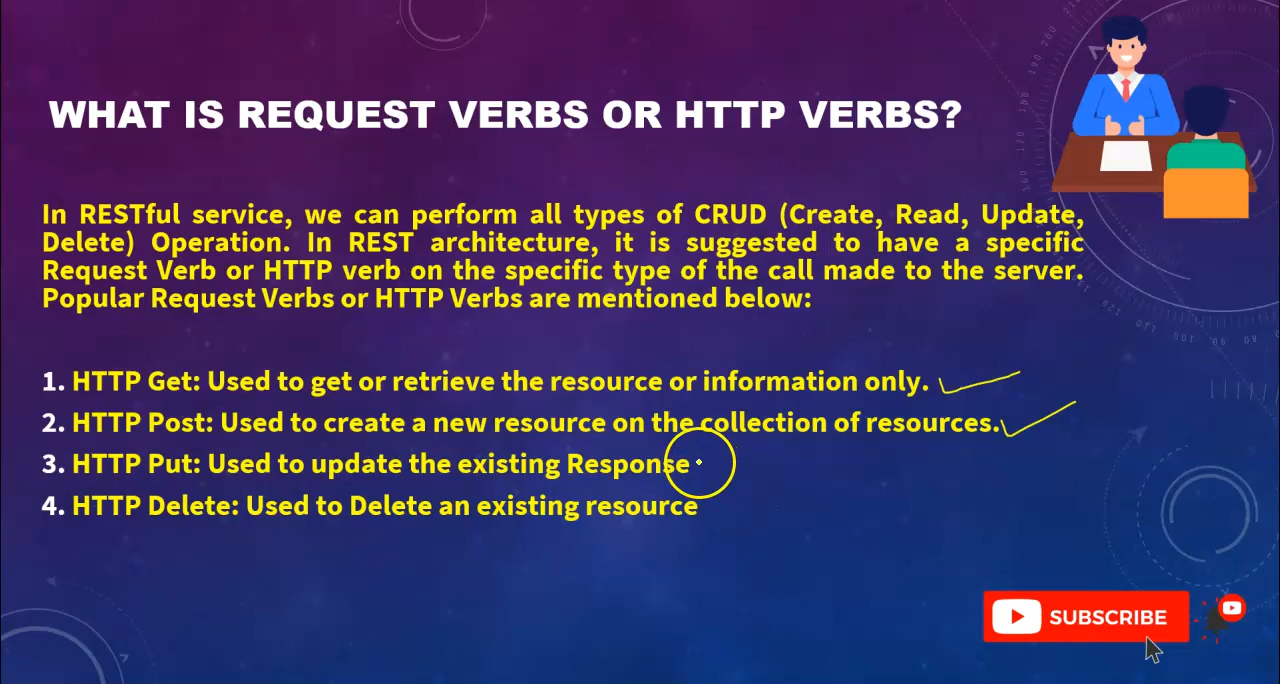 WHAT IS REQUEST VERBS OR HTTP VERBS?
In RESTful service, we can perform all types of CRUD (Create, Read, Update,
Delete) Operation. In REST architecture, it is suggested to have a specific
Request Verb or HTTP verb on the specific type of the call made to the server.
Popular Request Verbs or HTTP Verbs are mentioned below:
1. HTTP Get: Used to get or retrieve the resource or information only.
2. HTTP Post: Used to create a new resource on the collection of resources.
3. HTTP Put: Used to update the existing Response
4. HTTP Delete: Used to Delete an existing resource
SUBSCRIBE